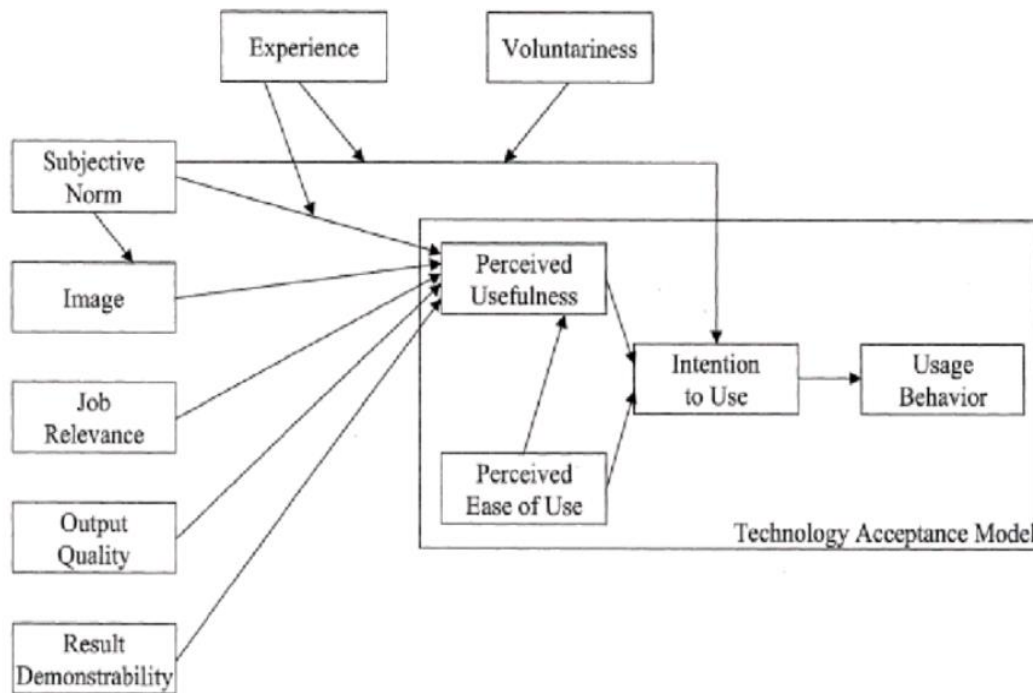 Experience
Voluntariness
Subjective
Norm
Image
Perceived
Usefulness
Job
Relevance
Intention
to Use
Usage
Behavior
Perceived
Ease of Use
Output
Quality
Technology Acceptance Model
Result
Demonstrability